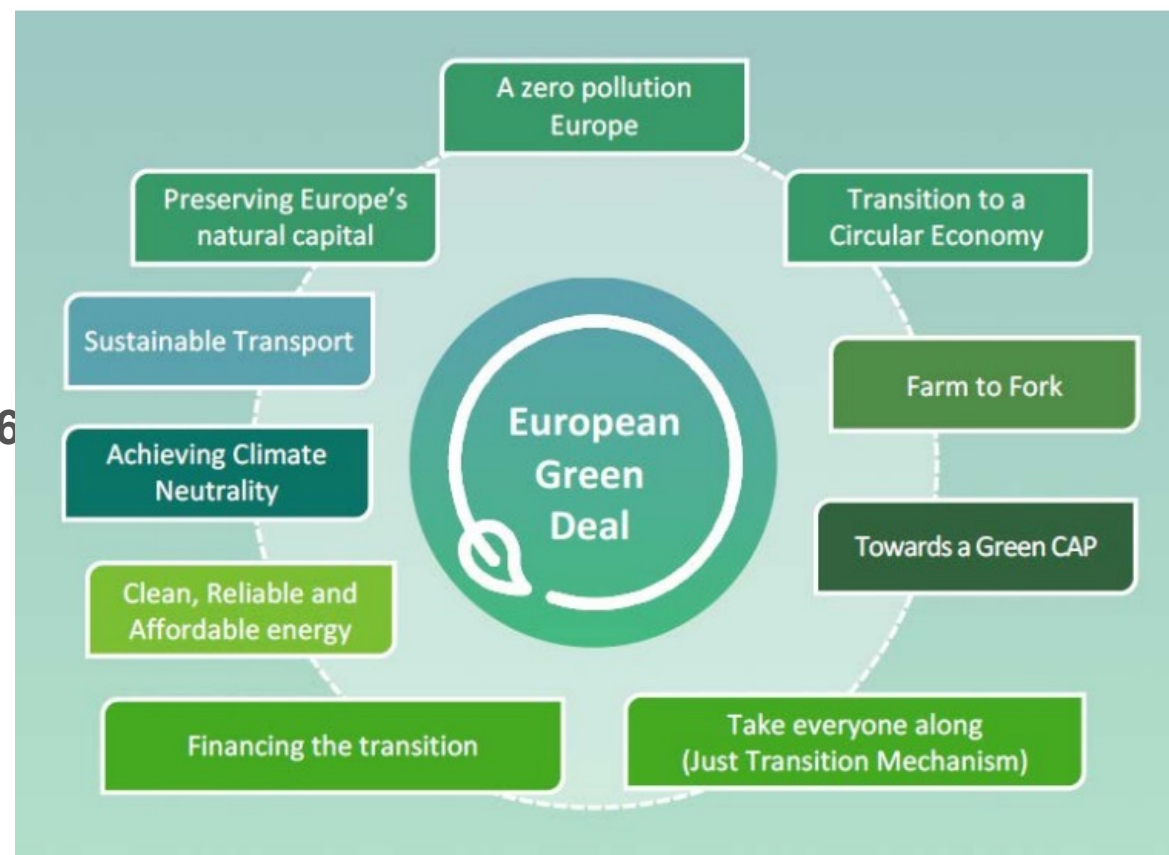 A zero pollution
Europe
Preserving Europe's
natural capital
Transition to a
Circular Economy
Sustainable Transport
Farm to Fork
6
Achieving Climate
Neutrality
European
Green
Deal
Towards a Green CAP
Clean, Reliable and
Affordable energy
Financing the transition
Take everyone along
(Just Transition Mechanism)